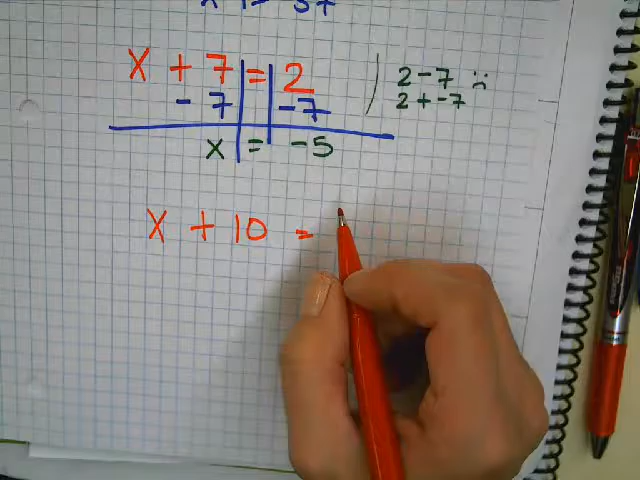 x + 7 = 2 ) 2 - 7 :(
- 7 - 7 2 + -7
x = - 5
x + 10 =